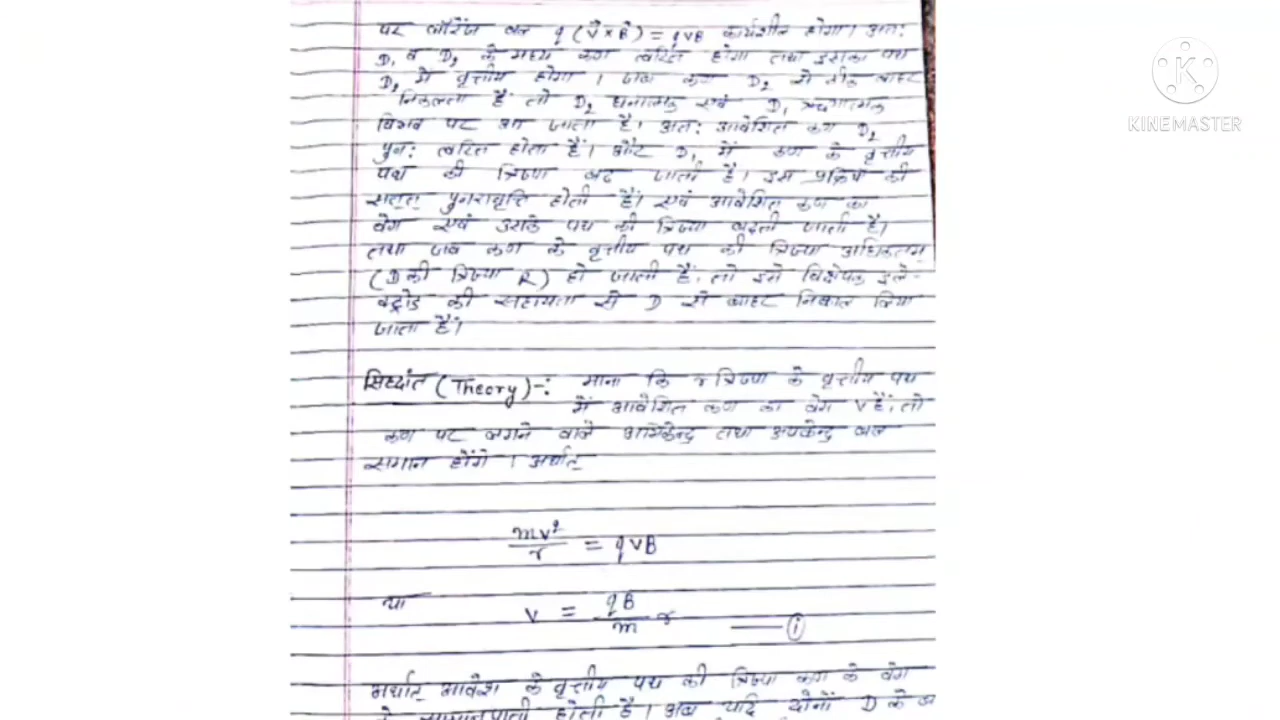 पर लॉरेंज बल q (V×B) = qVB कार्यशील होगा। अतः
D₁ व D₂ के मध्य कण त्वरित होगा तथा इसका पथ
D₂ में वृत्तीय होगा । जब कण D₂ से ठीक बाहर
निकलता है तो D₂ धनात्मक एवं D₁ ऋणात्मक
विभव पर आ जाता है। अतः आवेशित कण D₂
पुनः त्वरित होता है। और D₁ में कण के वृत्तीय
पथ की त्रिज्या बढ़ जाती है। इस प्रक्रिया की
सतत् पुनरावृत्ति होती है। एवं आवेशित कण का
वेग एवं उसके पथ की त्रिज्या बढ़ती जाती है।
तथा जब कण के वृत्तीय पथ की त्रिज्या अधिकतम्
(D की त्रिज्या R) हो जाती है, तो इसे विक्षेपक इले-
क्ट्रोड की सहायता से D से बाहर निकाल लिया
जाता है।
सिद्धांत (Theory) -: माना कि r त्रिज्या के वृत्तीय पथ
में आवेशित कण का वेग V है, तो
कण पर लगने वाले अभिकेन्द्र तथा अपकेन्द्र बल
समान होंगे । अर्थात्
mv²/r = qVB
या V = qB/m r —— (i)
अर्थात् आवेश के वृत्तीय पथ की त्रिज्या कण के वेग
के समानुपाती होती है। अब यदि दोनों D के
KINEMASTER